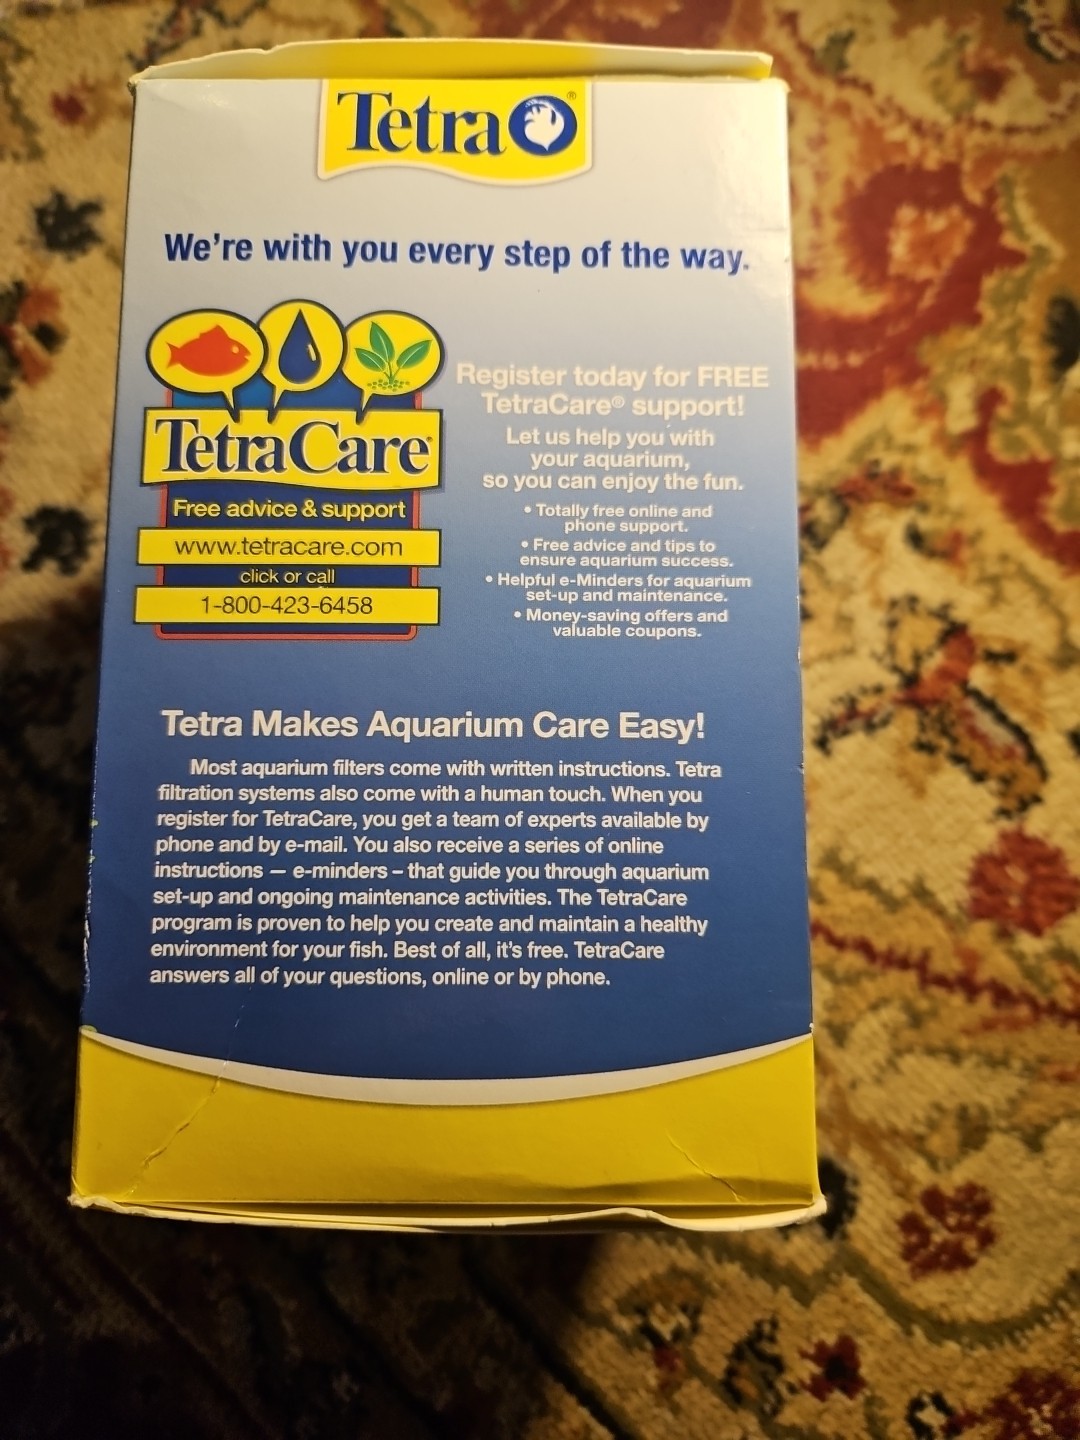 Tetra®
We're with you every step of the way.
TetraCare®
Free advice & support
www.tetracare.com
click or call
1-800-423-6458
Register today for FREE
TetraCare® support!
Let us help you with
your aquarium,
so you can enjoy the fun.
• Totally free online and
phone support.
• Free advice and tips to
ensure aquarium success.
• Helpful e-Minders for aquarium
set-up and maintenance.
• Money-saving offers and
valuable coupons.
Tetra Makes Aquarium Care Easy!
Most aquarium filters come with written instructions. Tetra
filtration systems also come with a human touch. When you
register for TetraCare, you get a team of experts available by
phone and by e-mail. You also receive a series of online
instructions — e-minders – that guide you through aquarium
set-up and ongoing maintenance activities. The TetraCare
program is proven to help you create and maintain a healthy
environment for your fish. Best of all, it's free. TetraCare
answers all of your questions, online or by phone.